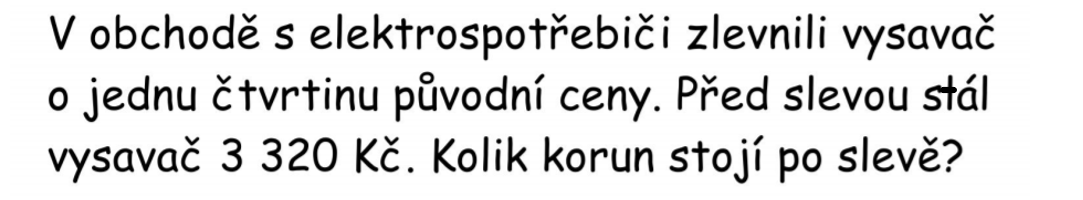 V obchodě s elektrospotřebiči zlevnili vysavač
o jednu čtvrtinu původní ceny. Před slevou stál
vysavač 3 320 Kč. Kolik korun stojí po slevě?